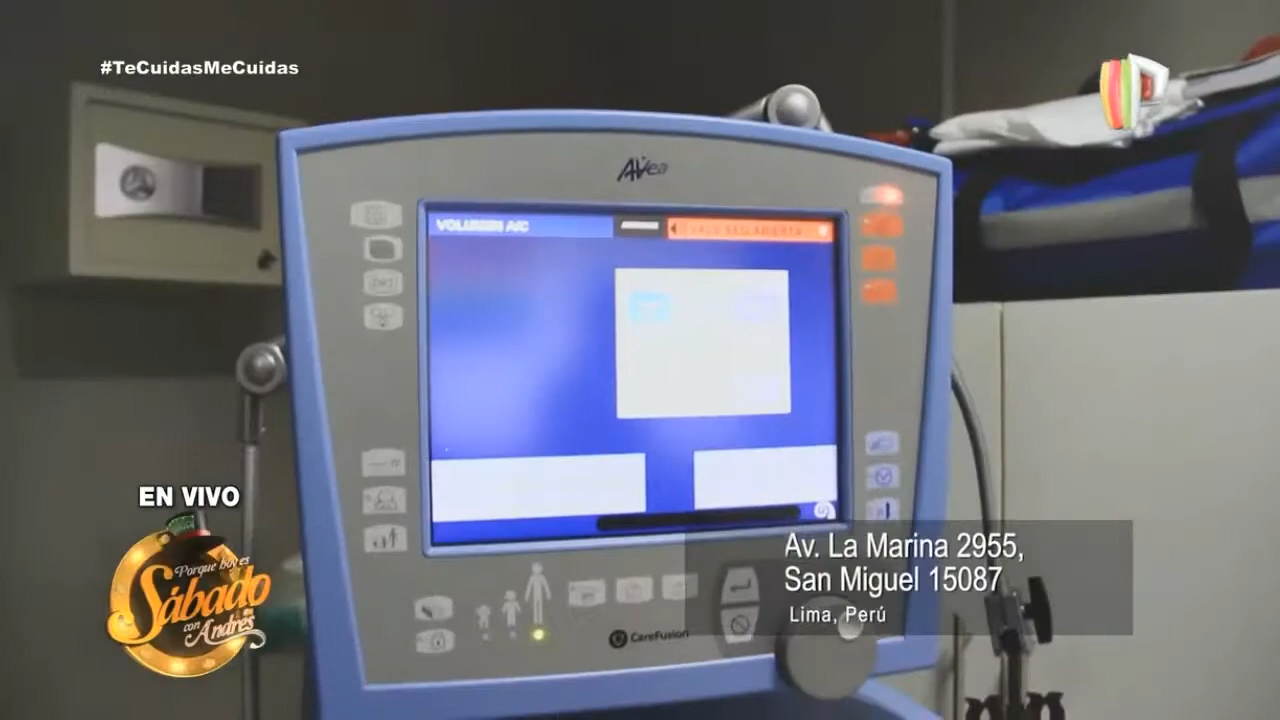 #TeCuidasMeCuidas
AVea
VOLUMEN A/C
EN VIVO
Porque hoy es
Sábado
con
Andrés
Av. La Marina 2955,
San Miguel 15087
Lima, Perú
CareFusion